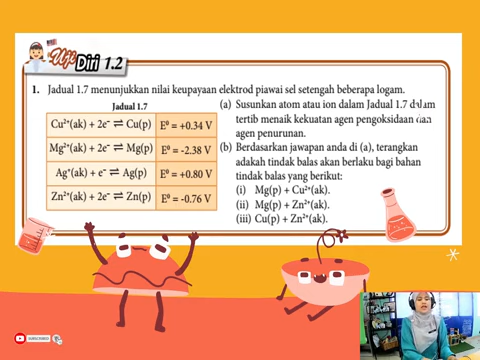 Uji Diri 1.2
1. Jadual 1.7 menunjukkan nilai keupayaan elektrod piawai sel setengah beberapa logam.
Jadual 1.7
Cu²⁺(ak) + 2e⁻ ⇌ Cu(p) E⁰ = +0.34 V
Mg²⁺(ak) + 2e⁻ ⇌ Mg(p) E⁰ = -2.38 V
Ag⁺(ak) + e⁻ ⇌ Ag(p) E⁰ = +0.80 V
Zn²⁺(ak) + 2e⁻ ⇌ Zn(p) E⁰ = -0.76 V
(a) Susunkan atom atau ion dalam Jadual 1.7 dalam
tertib menaik kekuatan agen pengoksidaan dan
agen penurunan.
(b) Berdasarkan jawapan anda di (a), terangkan
adakah tindak balas akan berlaku bagi bahan
tindak balas yang berikut:
(i) Mg(p) + Cu²⁺(ak).
(ii) Mg(p) + Zn²⁺(ak).
(iii) Cu(p) + Zn²⁺(ak).
SUBSCRIBED